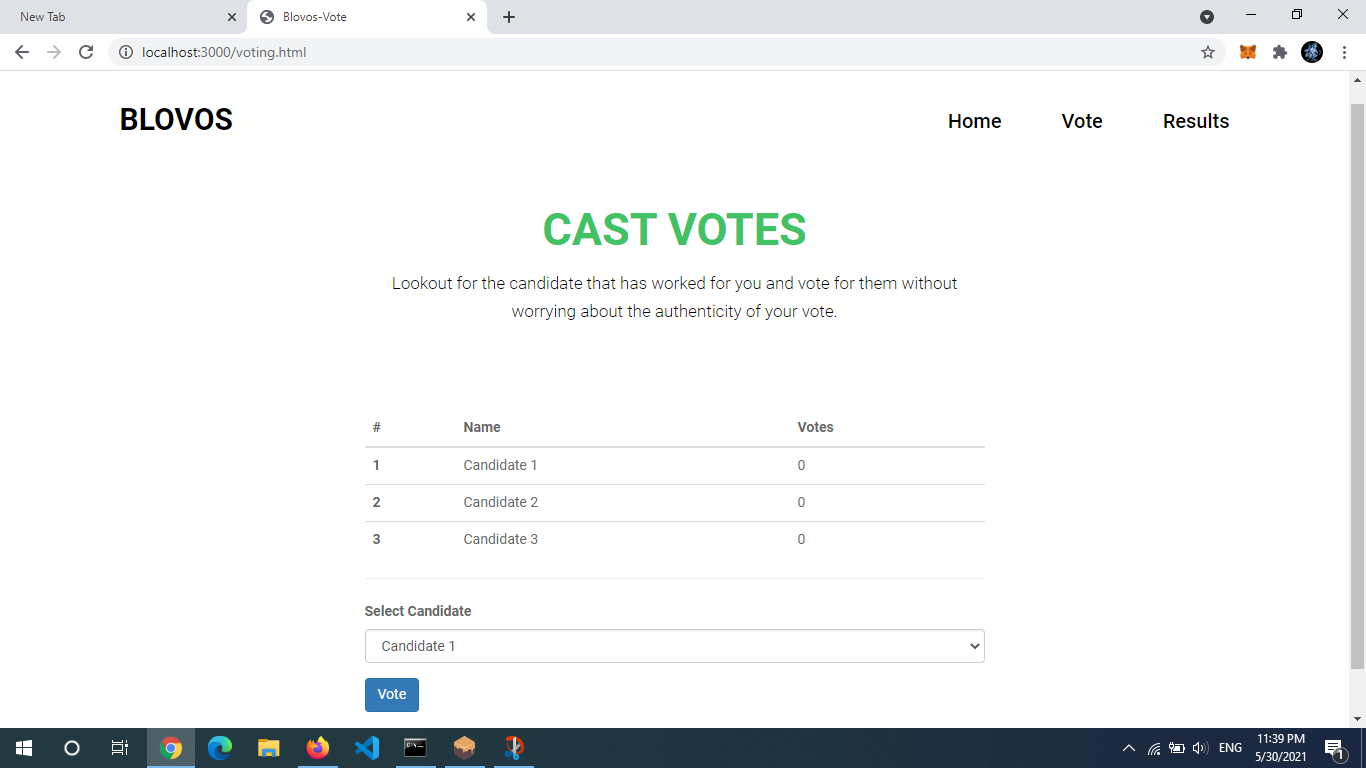 New Tab
Blovos-Vote
localhost:3000/voting.html
BLOVOS
Home
Vote
Results
CAST VOTES
Lookout for the candidate that has worked for you and vote for them without
worrying about the authenticity of your vote.
# Name Votes
1 Candidate 1 0
2 Candidate 2 0
3 Candidate 3 0
Select Candidate
Candidate 1
Vote
ENG
11:39 PM
5/30/2021
1